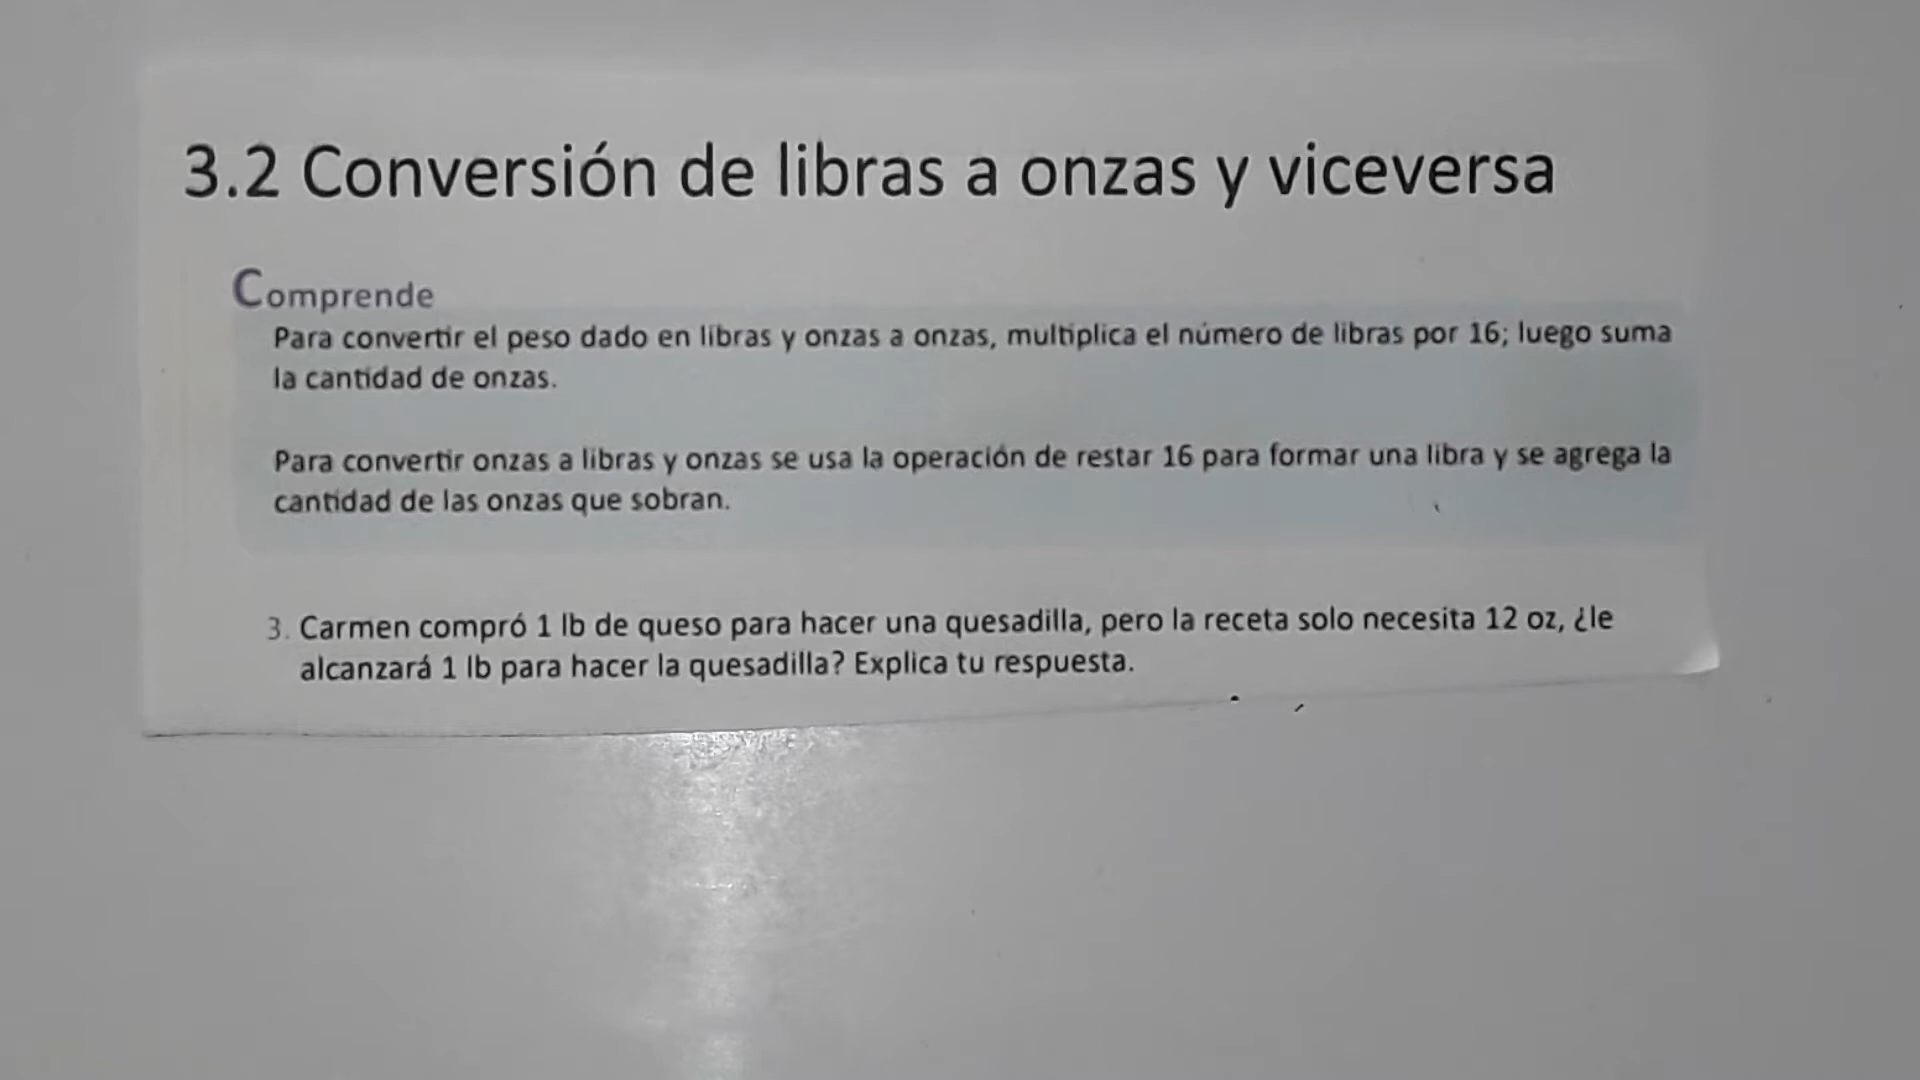 3.2 Conversión de libras a onzas y viceversa
Comprende
Para convertir el peso dado en libras y onzas a onzas, multiplica el número de libras por 16; luego suma
la cantidad de onzas.
Para convertir onzas a libras y onzas se usa la operación de restar 16 para formar una libra y se agrega la
cantidad de las onzas que sobran.
3. Carmen compró 1 lb de queso para hacer una quesadilla, pero la receta solo necesita 12 oz, ¿le
alcanzará 1 lb para hacer la quesadilla? Explica tu respuesta.